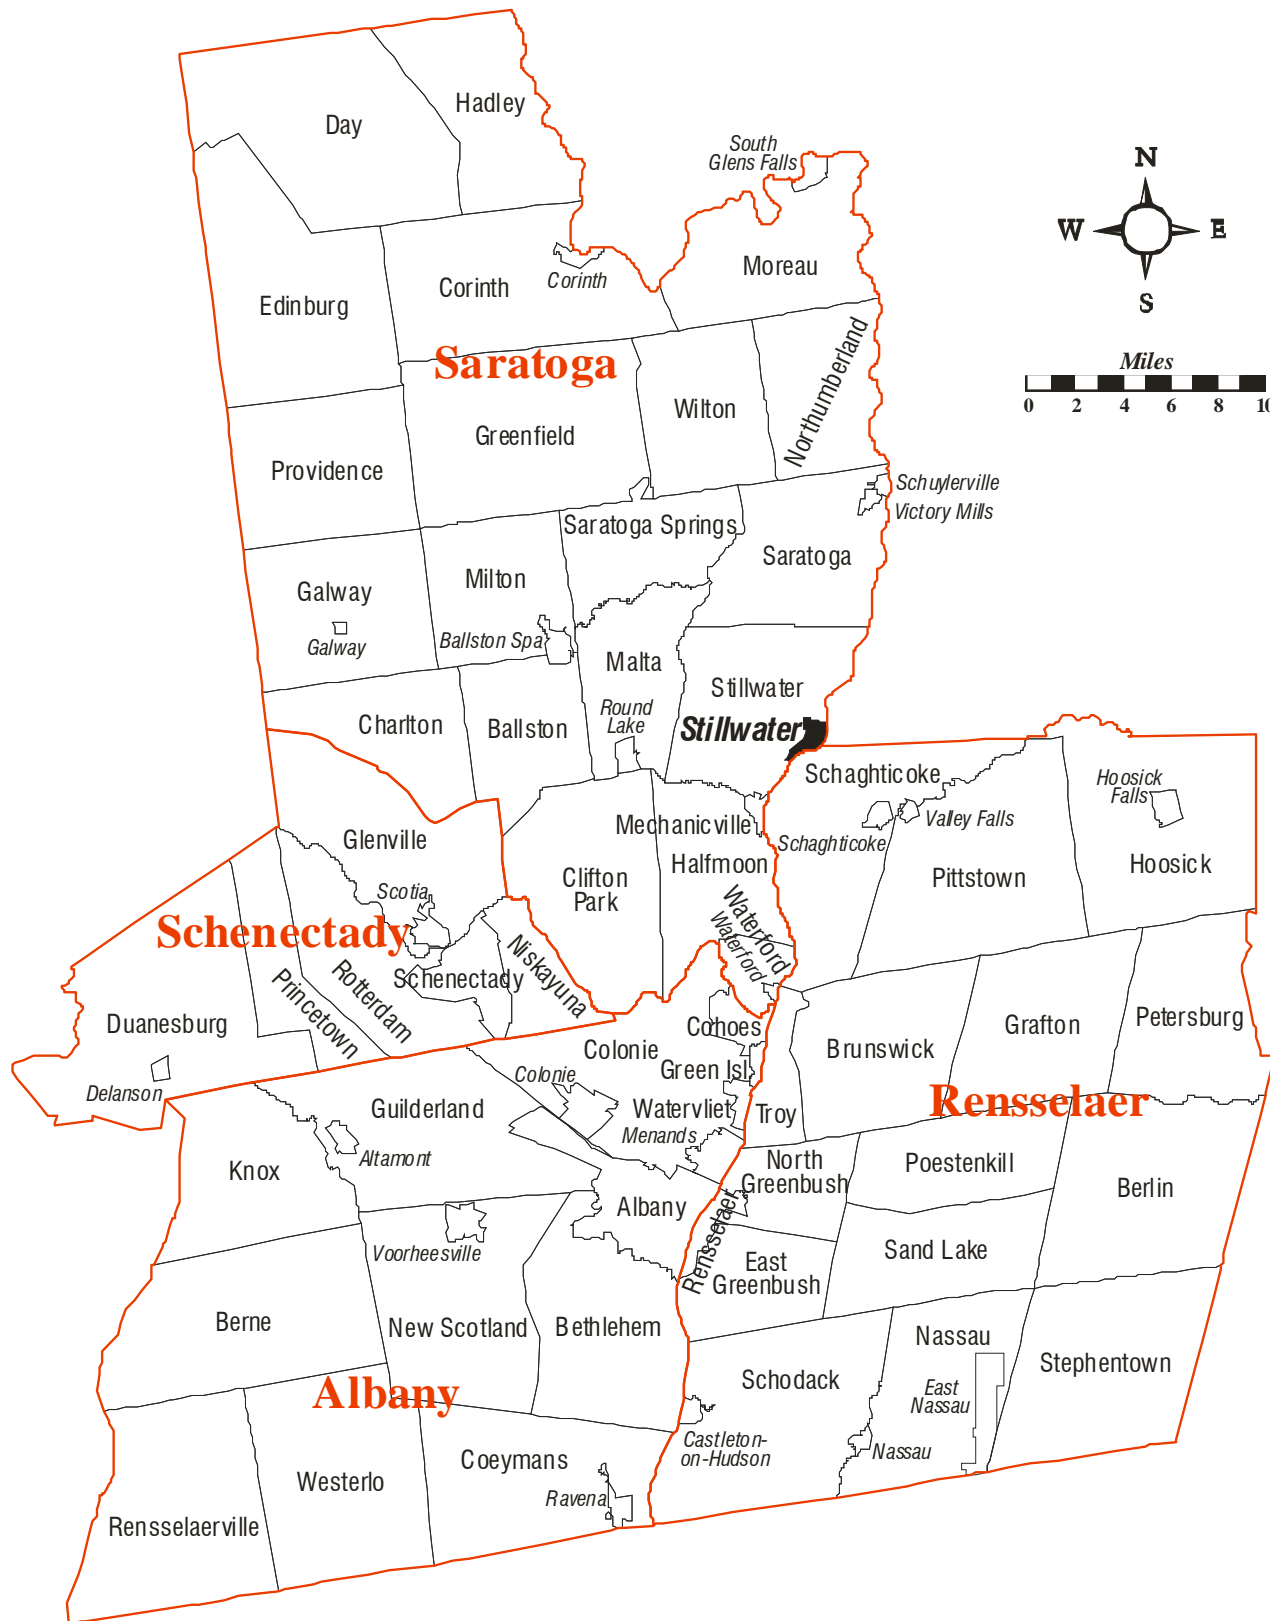 Hadley
Day
South
Glens Falls
N
W
E
S
Moreau
Corinth
Corinth
Edinburg
Saratoga
Miles
0 2 4 6 8 10
Northumberland
Wilton
Greenfield
Providence
Schuylerville
Victory Mills
Saratoga Springs
Saratoga
Milton
Galway
Galway
Ballston Spa
Malta
Stillwater
Round
Lake
Charlton
Ballston
Stillwater
Schaghticoke
Hoosick
Falls
Schaghticoke
Valley Falls
Mechanicville
Glenville
Halfmoon
Hoosick
Clifton
Park
Pittstown
Scotia
Waterford
Waterford
Schenectady
Schenectady
Niskayuna
Rotterdam
Princetown
Duanesburg
Delanson
Cohoes
Colonie
Green Isl
Colonie
Watervliet
Menands
Troy
Brunswick
Grafton
Petersburg
Rensselaer
Guilderland
Altamont
Knox
North
Greenbush
Poestenkill
Berlin
Albany
Rensselaer
Voorheesville
Sand Lake
East
Greenbush
Berne
New Scotland
Bethlehem
Nassau
Stephentown
Schodack
East
Nassau
Albany
Castleton-
on-Hudson
Nassau
Coeymans
Westerlo
Ravena
Rensselaerville